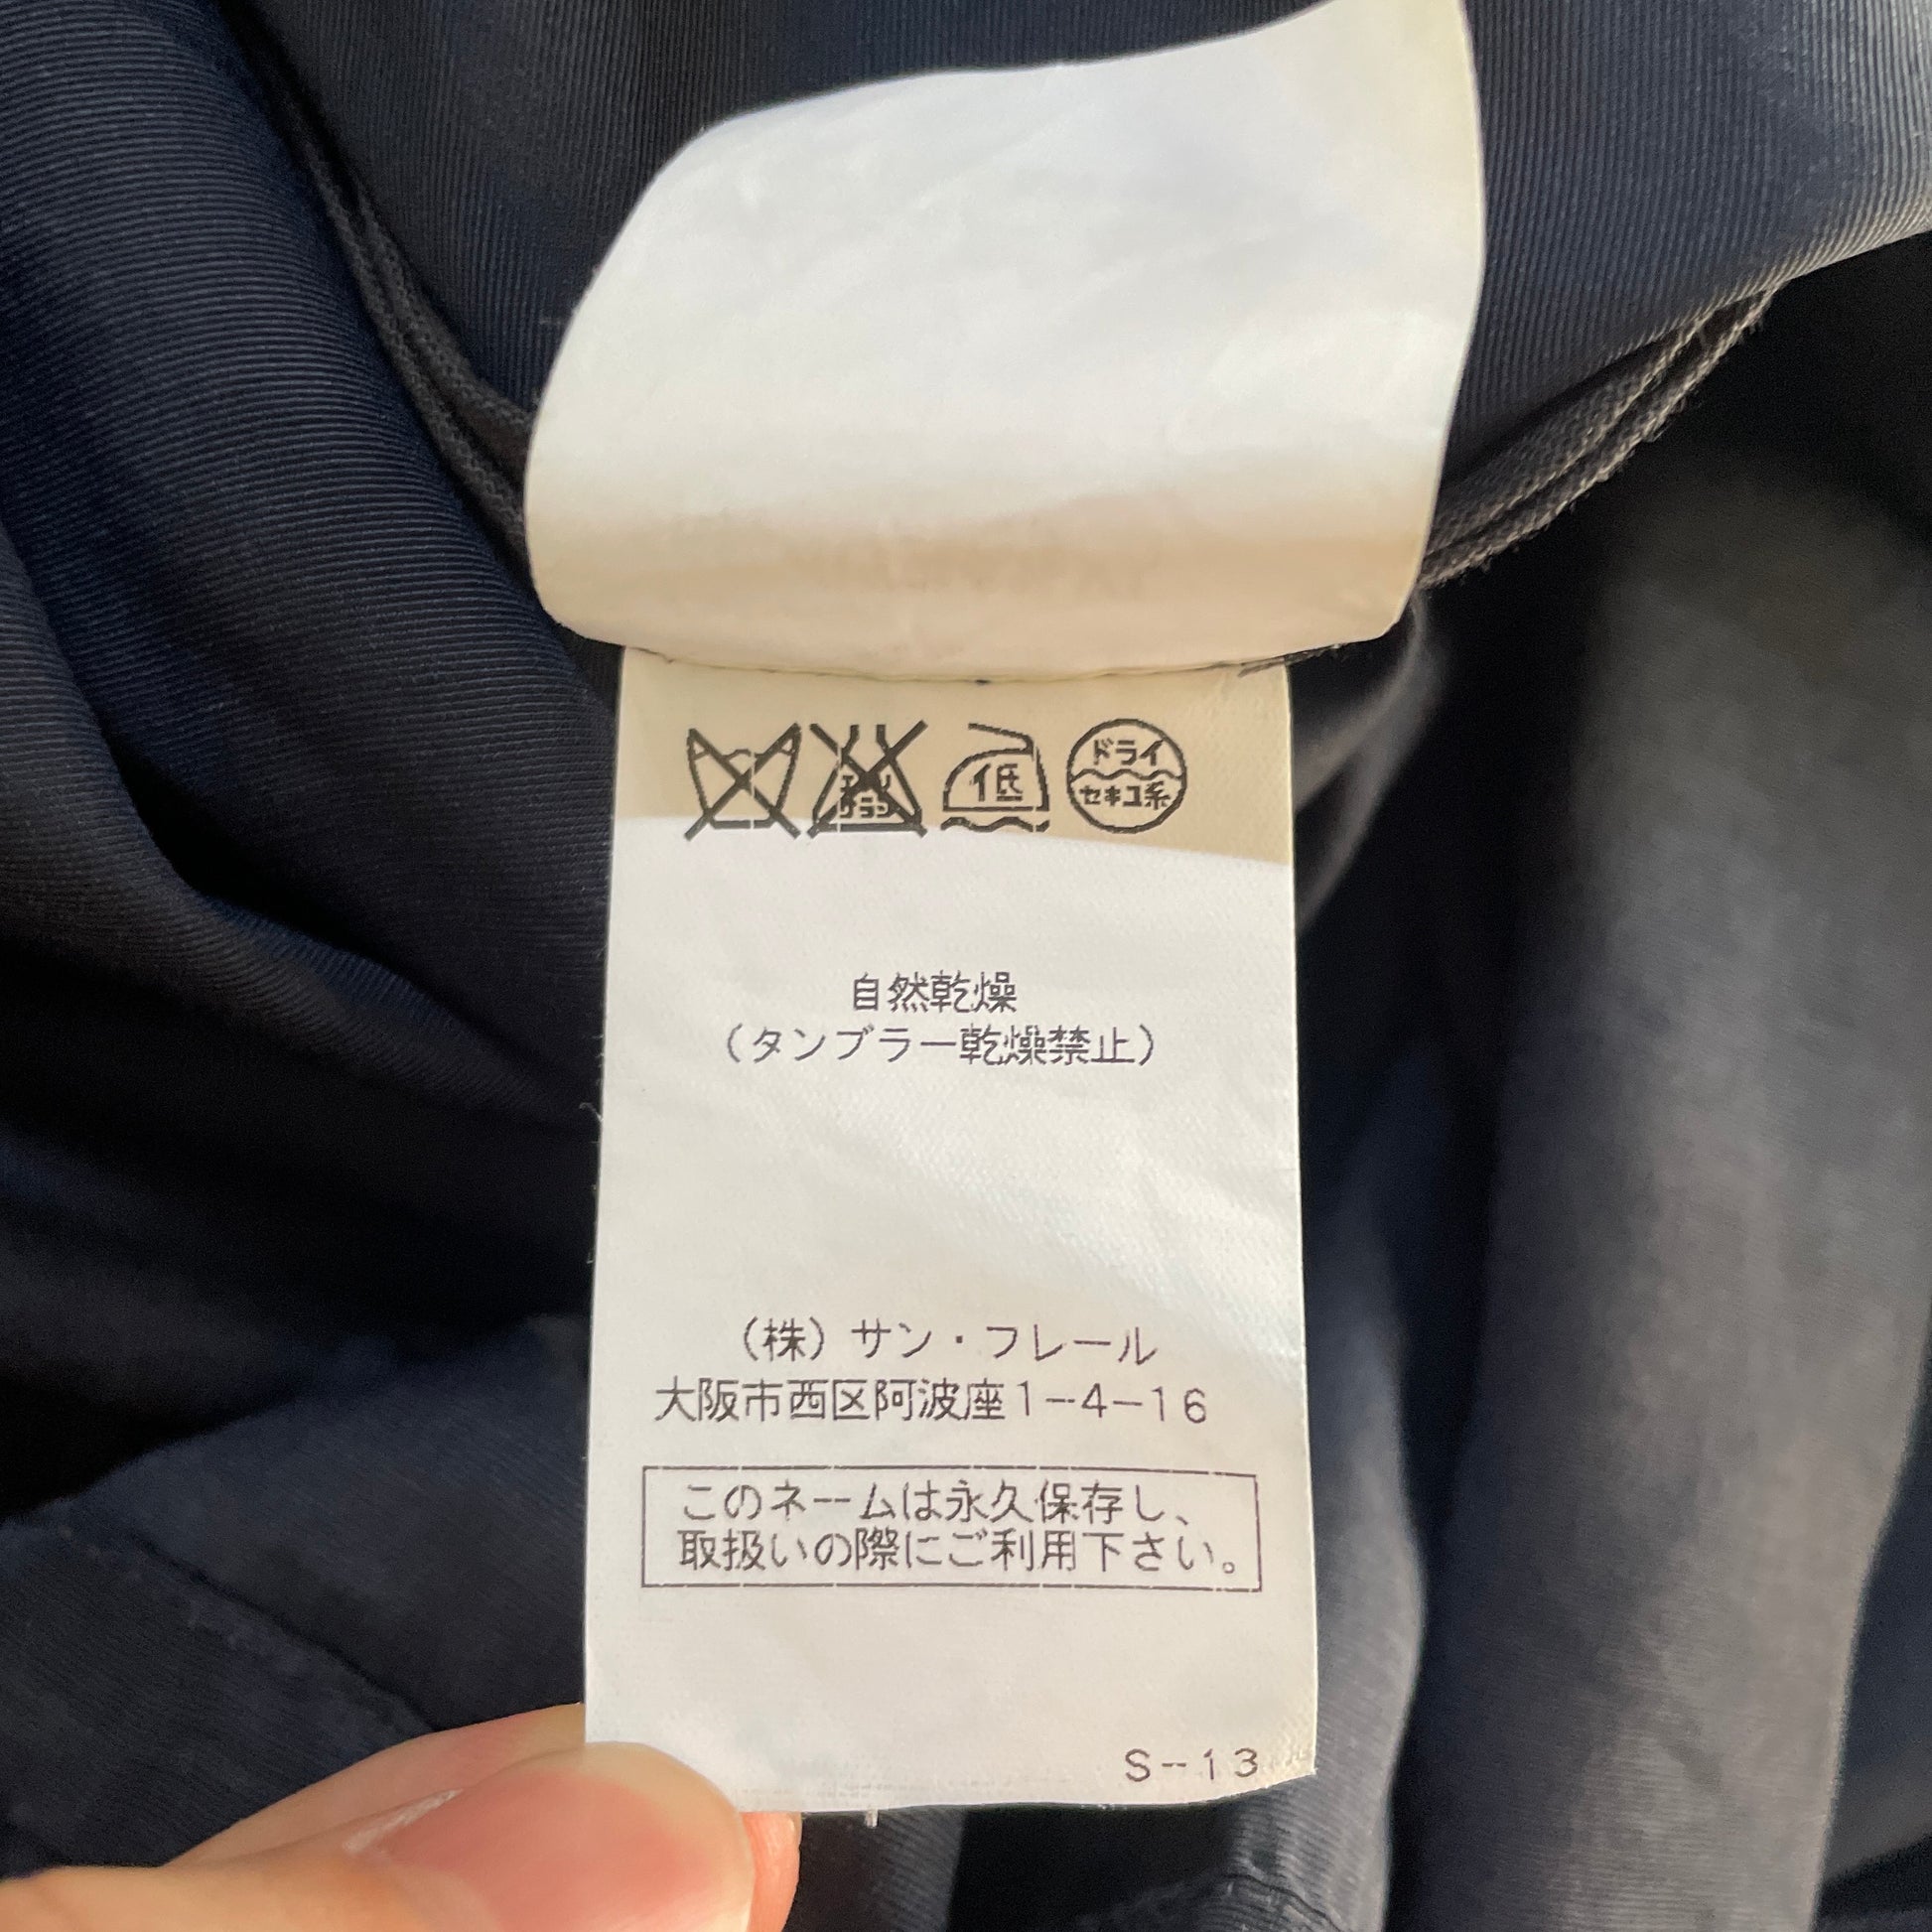 低
ドライ
セキユ系
自然乾燥
(タンブラー乾燥禁止)
(株)サン・フレール
大阪市西区阿波座1-4-16
このネームは永久保存し、
取扱いの際にご利用下さい。
S-13